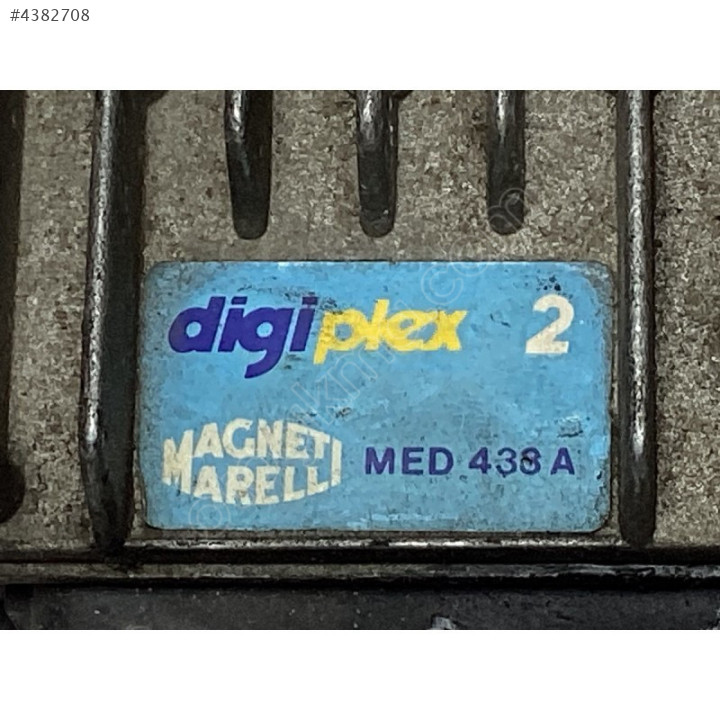 #4382708
digiplex 2
MAGNETI
MARELLI
MED 438 A